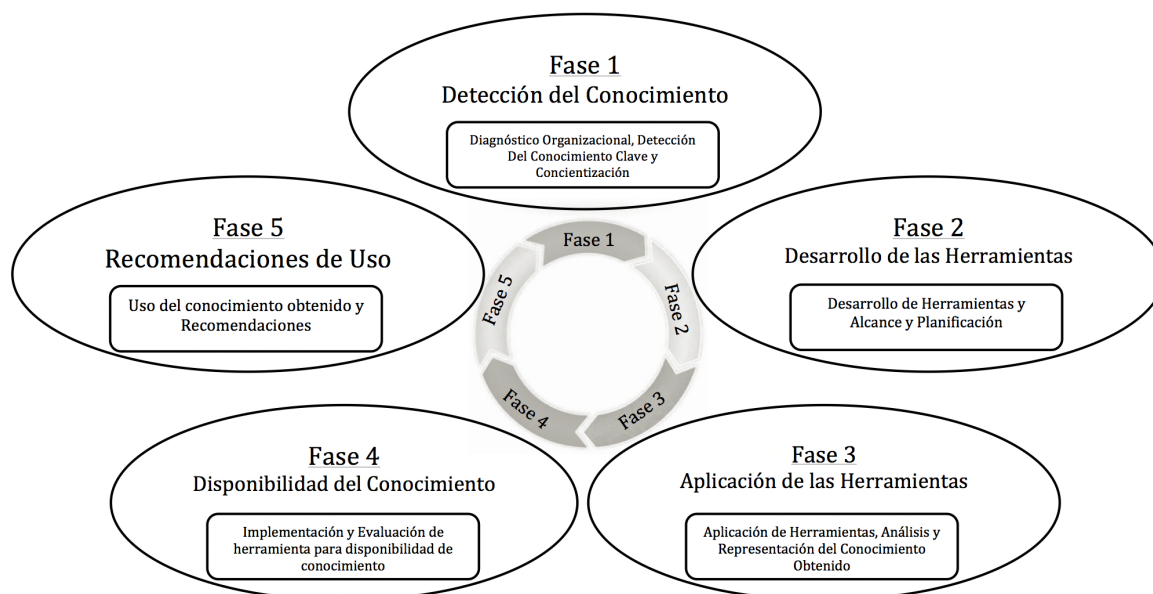 Fase 1
Detección del Conocimiento
Diagnóstico Organizacional, Detección
Del Conocimiento Clave y
Concientización
Fase 2
Desarrollo de las Herramientas
Desarrollo de Herramientas y
Alcance y Planificación
Fase 3
Aplicación de las Herramientas
Aplicación de Herramientas, Análisis y
Representación del Conocimiento
Obtenido
Fase 4
Disponibilidad del Conocimiento
Implementación y Evaluación de
herramienta para disponibilidad de
conocimiento
Fase 5
Recomendaciones de Uso
Uso del conocimiento obtenido y
Recomendaciones
Fase 1
Fase 2
Fase 3
Fase 4
Fase 5